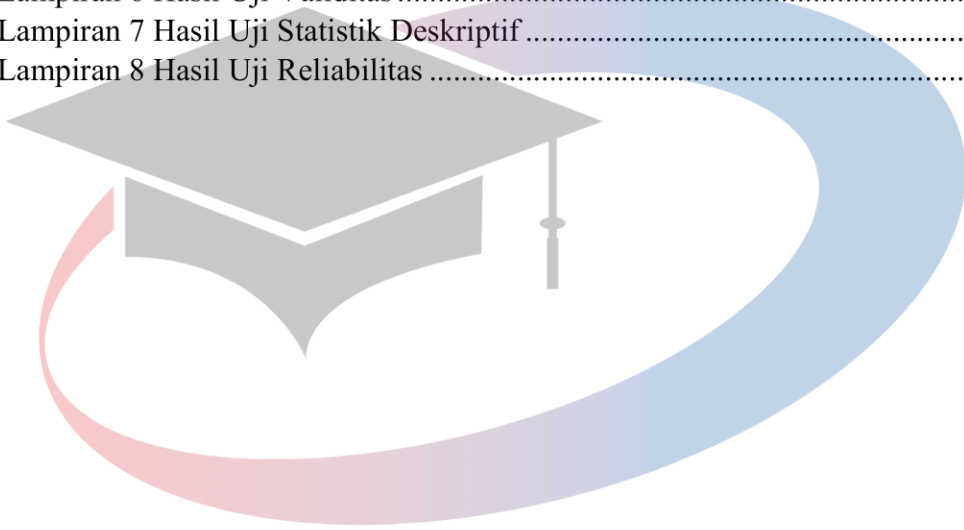 Lampiran 6 Hasil Uji Validitas ........................................................................
Lampiran 7 Hasil Uji Statistik Deskriptif ........................................................
Lampiran 8 Hasil Uji Reliabilitas ....................................................................